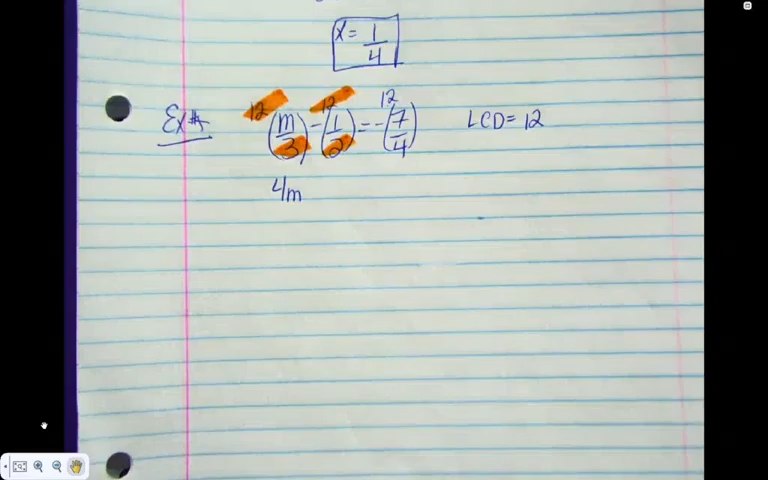 x = 1/4
Ex# 12(m/3) - 12(1/2) = -12(7/4) LCD = 12
4m